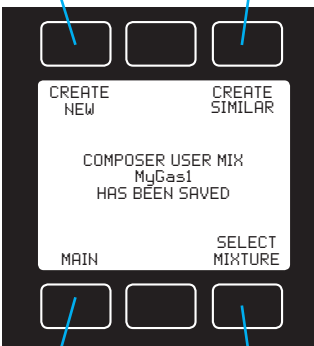 CREATE NEW
CREATE SIMILAR
COMPOSER USER MIX
MyGas1
HAS BEEN SAVED
MAIN
SELECT MIXTURE